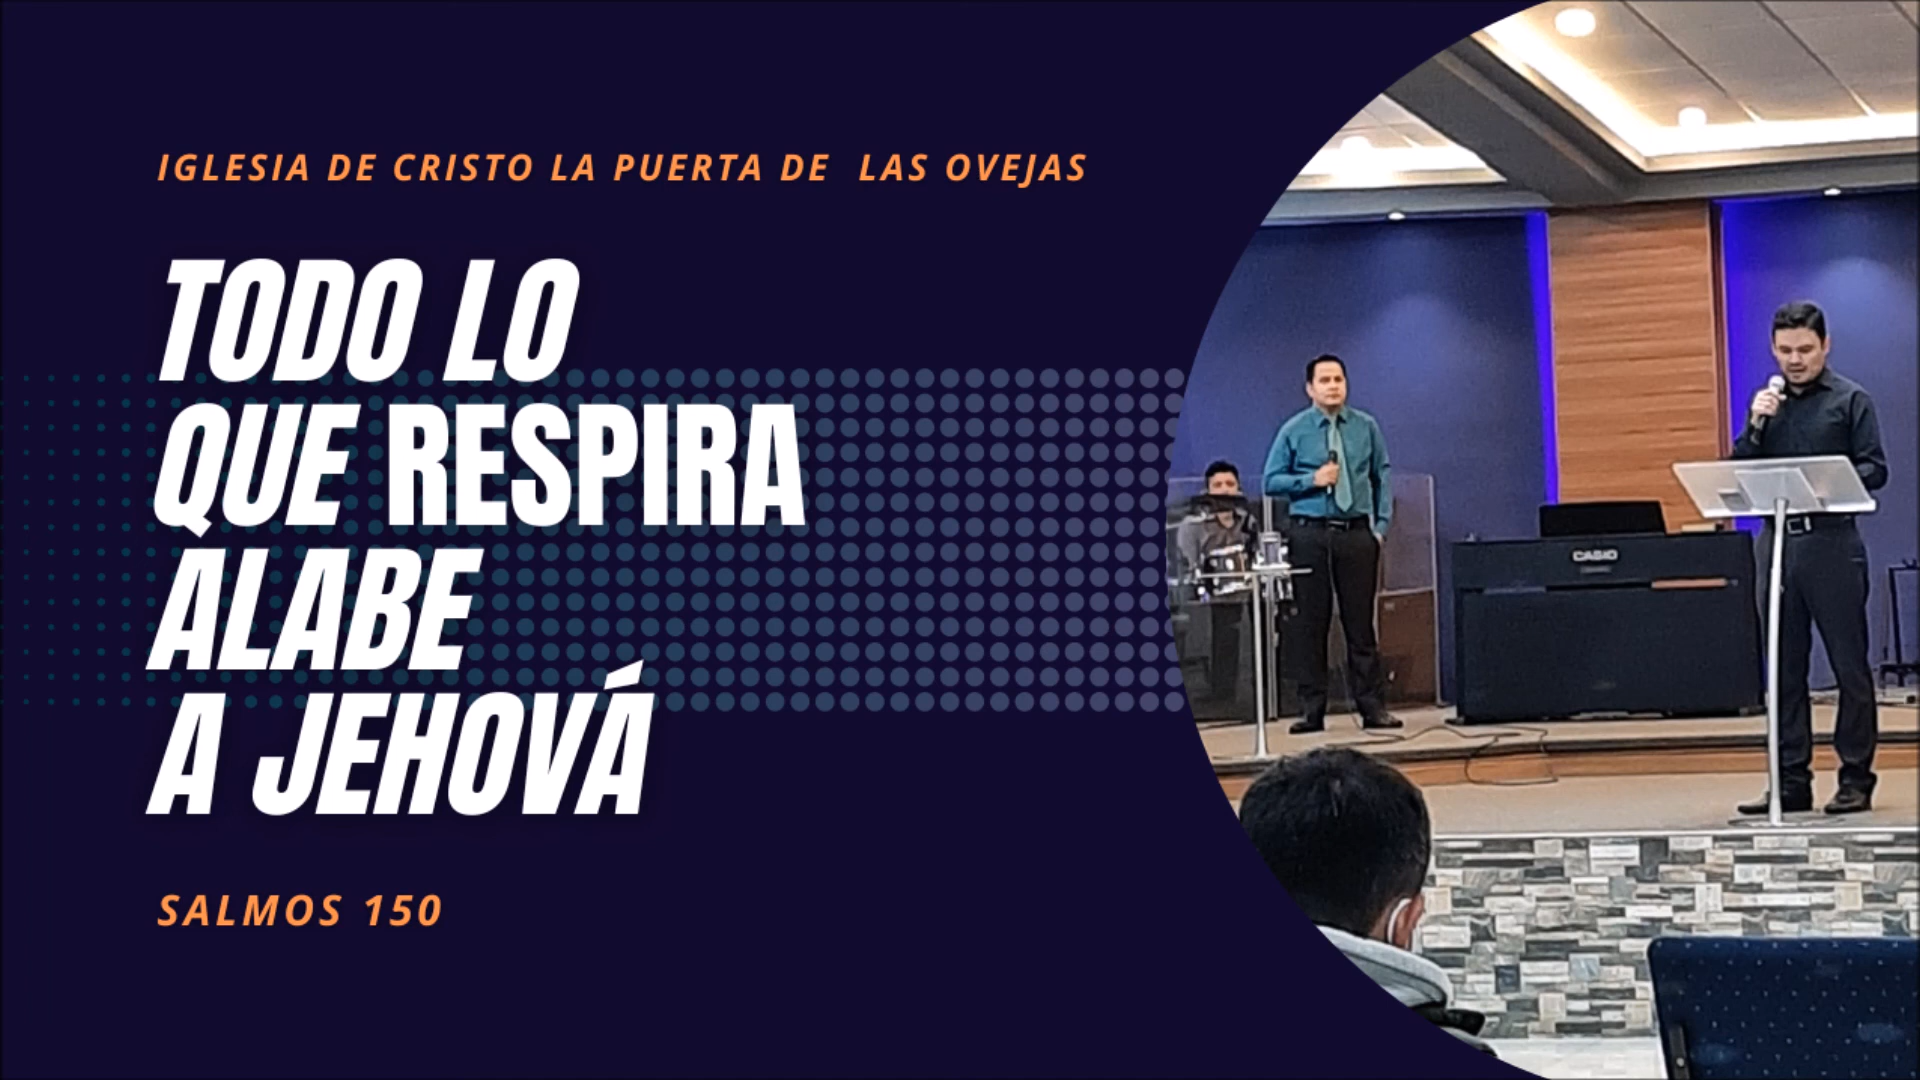 IGLESIA DE CRISTO LA PUERTA DE LAS OVEJAS
TODO LO
QUE RESPIRA
ALABE
A JEHOVÁ
SALMOS 150
CASIO